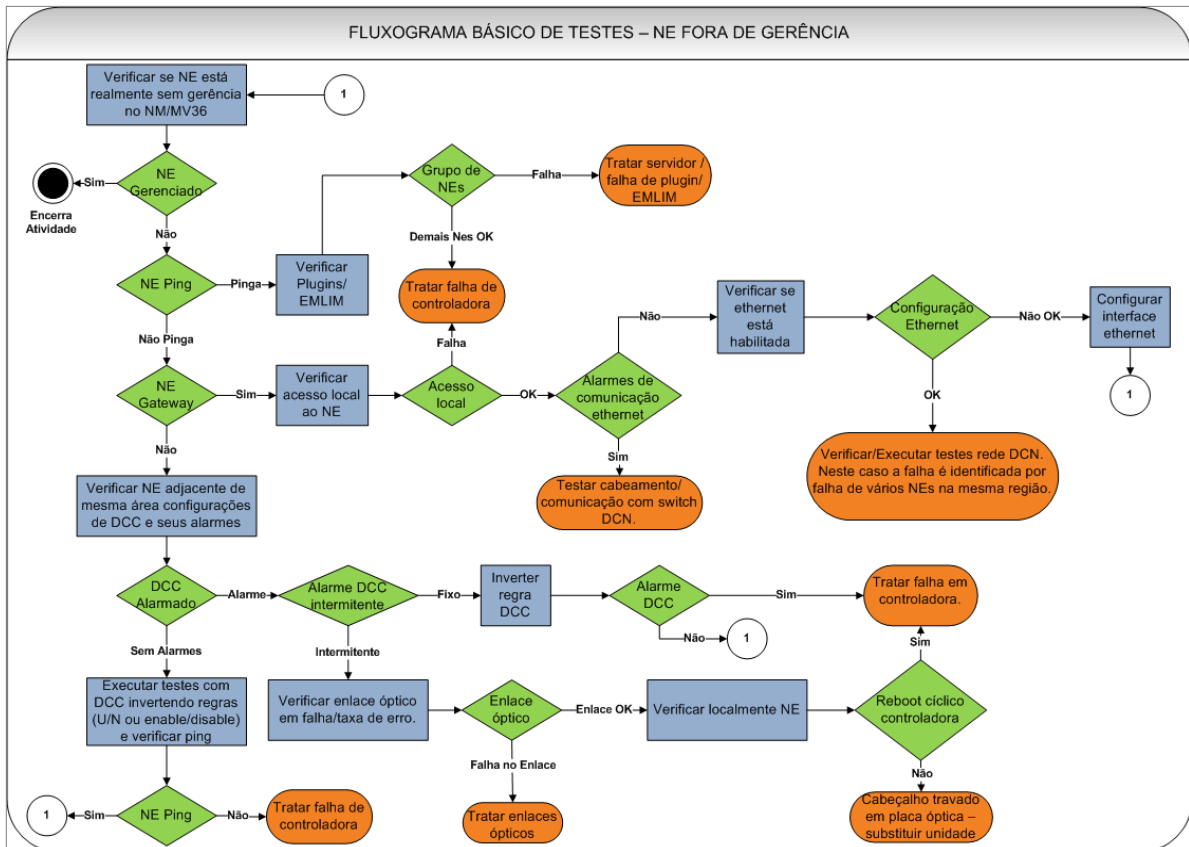 FLUXOGRAMA BÁSICO DE TESTES – NE FORA DE GERÊNCIA
Verificar se NE está
realmente sem gerência
no NM/MV36
1
NE
Gerenciado
Sim
Encerra
Atividade
Não
Grupo de
NEs
Falha
Tratar servidor /
falha de plugin/
EMLIM
Demais Nes OK
NE Ping
Pinga
Verificar
Plugins/
EMLIM
Tratar falha de
controladora
Não Pinga
Falha
NE
Gateway
Sim
Verificar
acesso local
ao NE
Acesso
local
OK
Alarmes de
comunicação
ethernet
Não
Verificar se
ethernet
está
habilitada
Configuração
Ethernet
Não OK
Configurar
interface
ethernet
1
OK
Verificar/Executar testes rede DCN.
Neste caso a falha é identificada por
falha de vários NEs na mesma região.
Sim
Testar cabeamento/
comunicação com switch
DCN.
Não
Verificar NE adjacente de
mesma área configurações
de DCC e seus alarmes
DCC
Alarmado
Alarme
Alarme DCC
intermitente
Fixo
Inverter
regra
DCC
Alarme
DCC
Sim
Tratar falha em
controladora.
Não
1
Sem Alarmes
Intermitente
Sim
Executar testes com
DCC invertendo regras
(U/N ou enable/disable)
e verificar ping
Verificar enlace óptico
em falha/taxa de erro.
Enlace
óptico
Enlace OK
Verificar localmente NE
Reboot cíclico
controladora
Falha no Enlace
Tratar enlaces
ópticos
Não
Cabeçalho travado
em placa óptica –
substituir unidade
1
Sim
NE Ping
Não
Tratar falha de
controladora